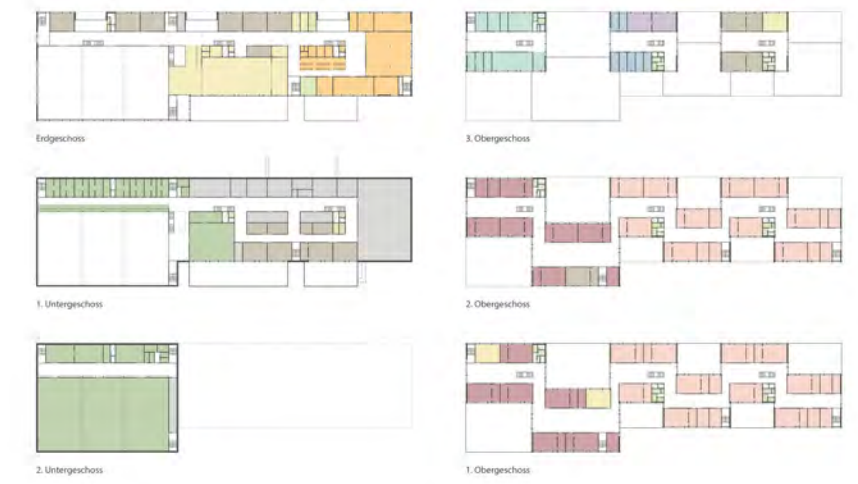 Erdgeschoss
3. Obergeschoss
1. Untergeschoss
2. Obergeschoss
2. Untergeschoss
1. Obergeschoss